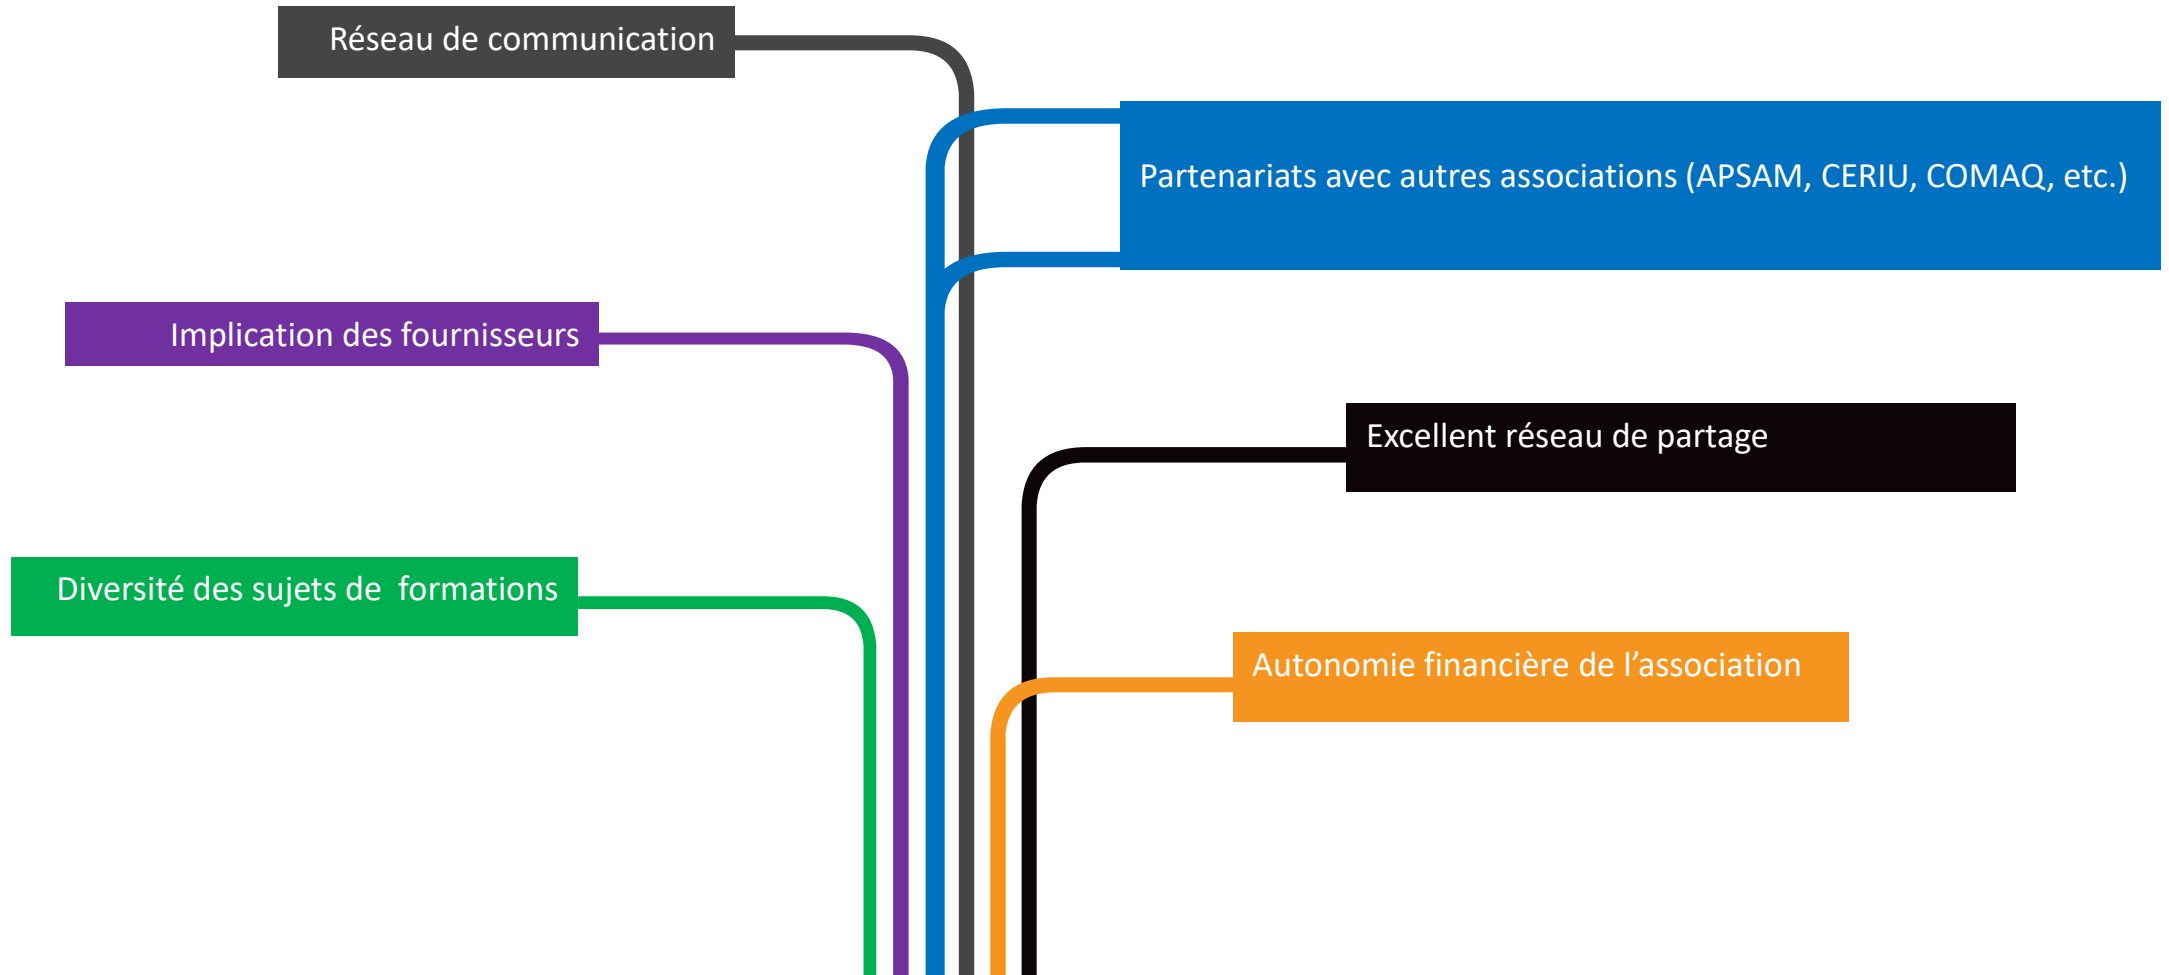 Réseau de communication
Partenariats avec autres associations (APSAM, CERIU, COMAQ, etc.)
Implication des fournisseurs
Excellent réseau de partage
Diversité des sujets de  formations
Autonomie financière de l’association